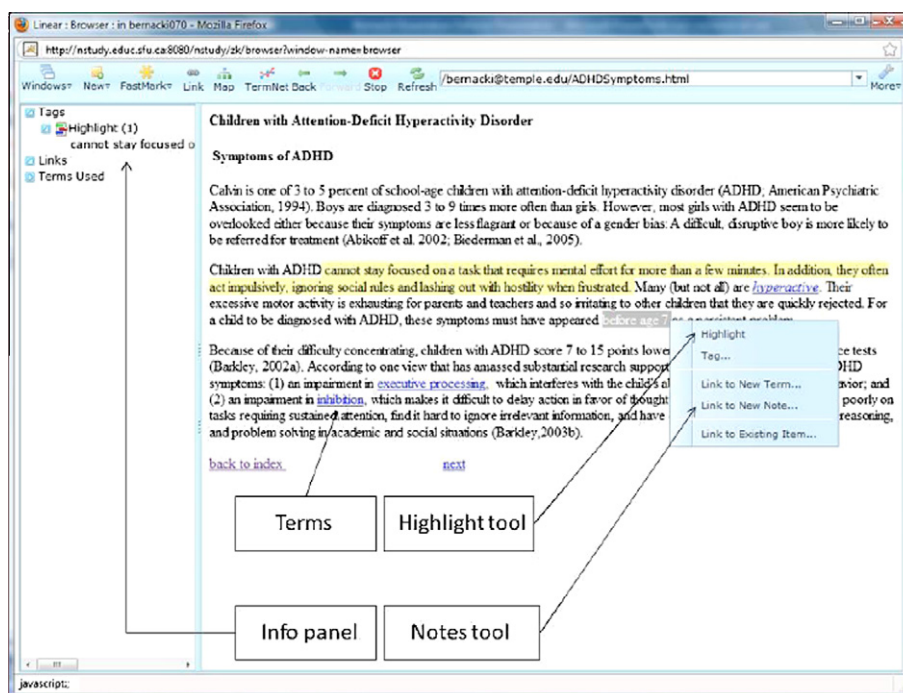 Linear : Browser : in bernacki070 - Mozilla Firefox
http://nstudy.educ.sfu.ca:8080/nstudy/zk/browser?window-name=browser
Windows New FastMark Link Map TermNet Back Forward Stop Refresh /bernacki@temple.edu/ADHDSymptoms.html More
Tags
Highlight (1)
cannot stay focused o
Links
Terms Used
Children with Attention-Deficit Hyperactivity Disorder
Symptoms of ADHD
Calvin is one of 3 to 5 percent of school-age children with attention-deficit hyperactivity disorder (ADHD; American Psychiatric
Association, 1994). Boys are diagnosed 3 to 9 times more often than girls. However, most girls with ADHD seem to be
overlooked either because their symptoms are less flagrant or because of a gender bias: A difficult, disruptive boy is more likely to
be referred for treatment (Abikoff et al. 2002; Biederman et al., 2005).
Children with ADHD cannot stay focused on a task that requires mental effort for more than a few minutes. In addition, they often
act impulsively, ignoring social rules and lashing out with hostility when frustrated. Many (but not all) are hyperactive. Their
excessive motor activity is exhausting for parents and teachers and so irritating to other children that they are quickly rejected. For
a child to be diagnosed with ADHD, these symptoms must have appeared before age 7 as a persistent problem.
Because of their difficulty concentrating, children with ADHD score 7 to 15 points lowe ce tests
(Barkley, 2002a). According to one view that has amassed substantial research suppor DHD
symptoms: (1) an impairment in executive processing, which interferes with the child's al vior; and
(2) an impairment in inhibition, which makes it difficult to delay action in favor of thought poorly on
tasks requiring sustained attention, find it hard to ignore irrelevant information, and have reasoning,
and problem solving in academic and social situations (Barkley,2003b).
back to index next
Highlight
Tag...
Link to New Term...
Link to New Note...
Link to Existing Item...
Terms
Highlight tool
Info panel
Notes tool
javascript:;